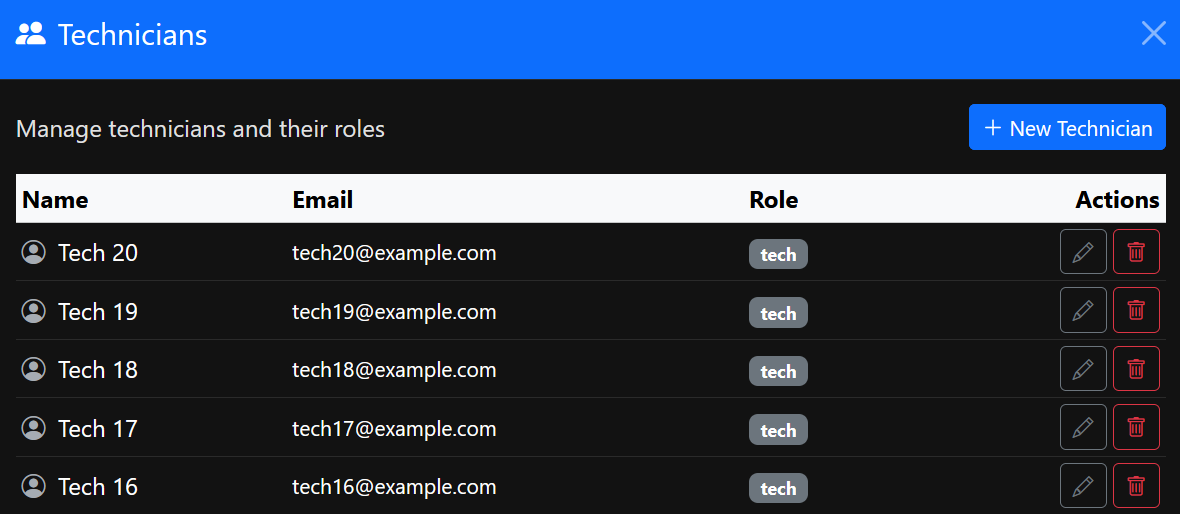 Technicians
Manage technicians and their roles
+ New Technician
Name Email Role Actions
Tech 20 tech20@example.com tech
Tech 19 tech19@example.com tech
Tech 18 tech18@example.com tech
Tech 17 tech17@example.com tech
Tech 16 tech16@example.com tech